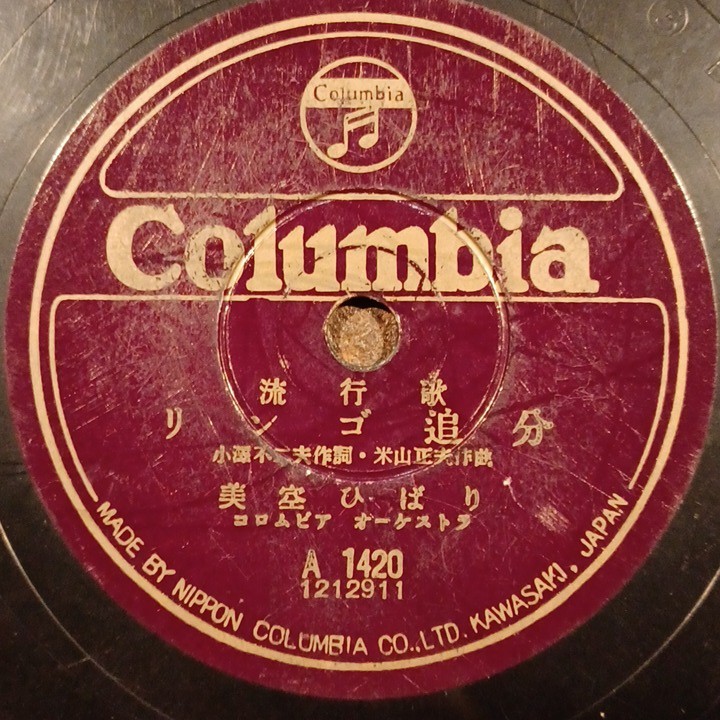 Columbia
Columbia
流行歌
リンゴ追分
小澤不二夫作詞・米山正夫作曲
美空ひばり
コロムビア オーケストラ
A 1420
1212911
MADE BY NIPPON COLUMBIA CO.,LTD. KAWASAKI, JAPAN